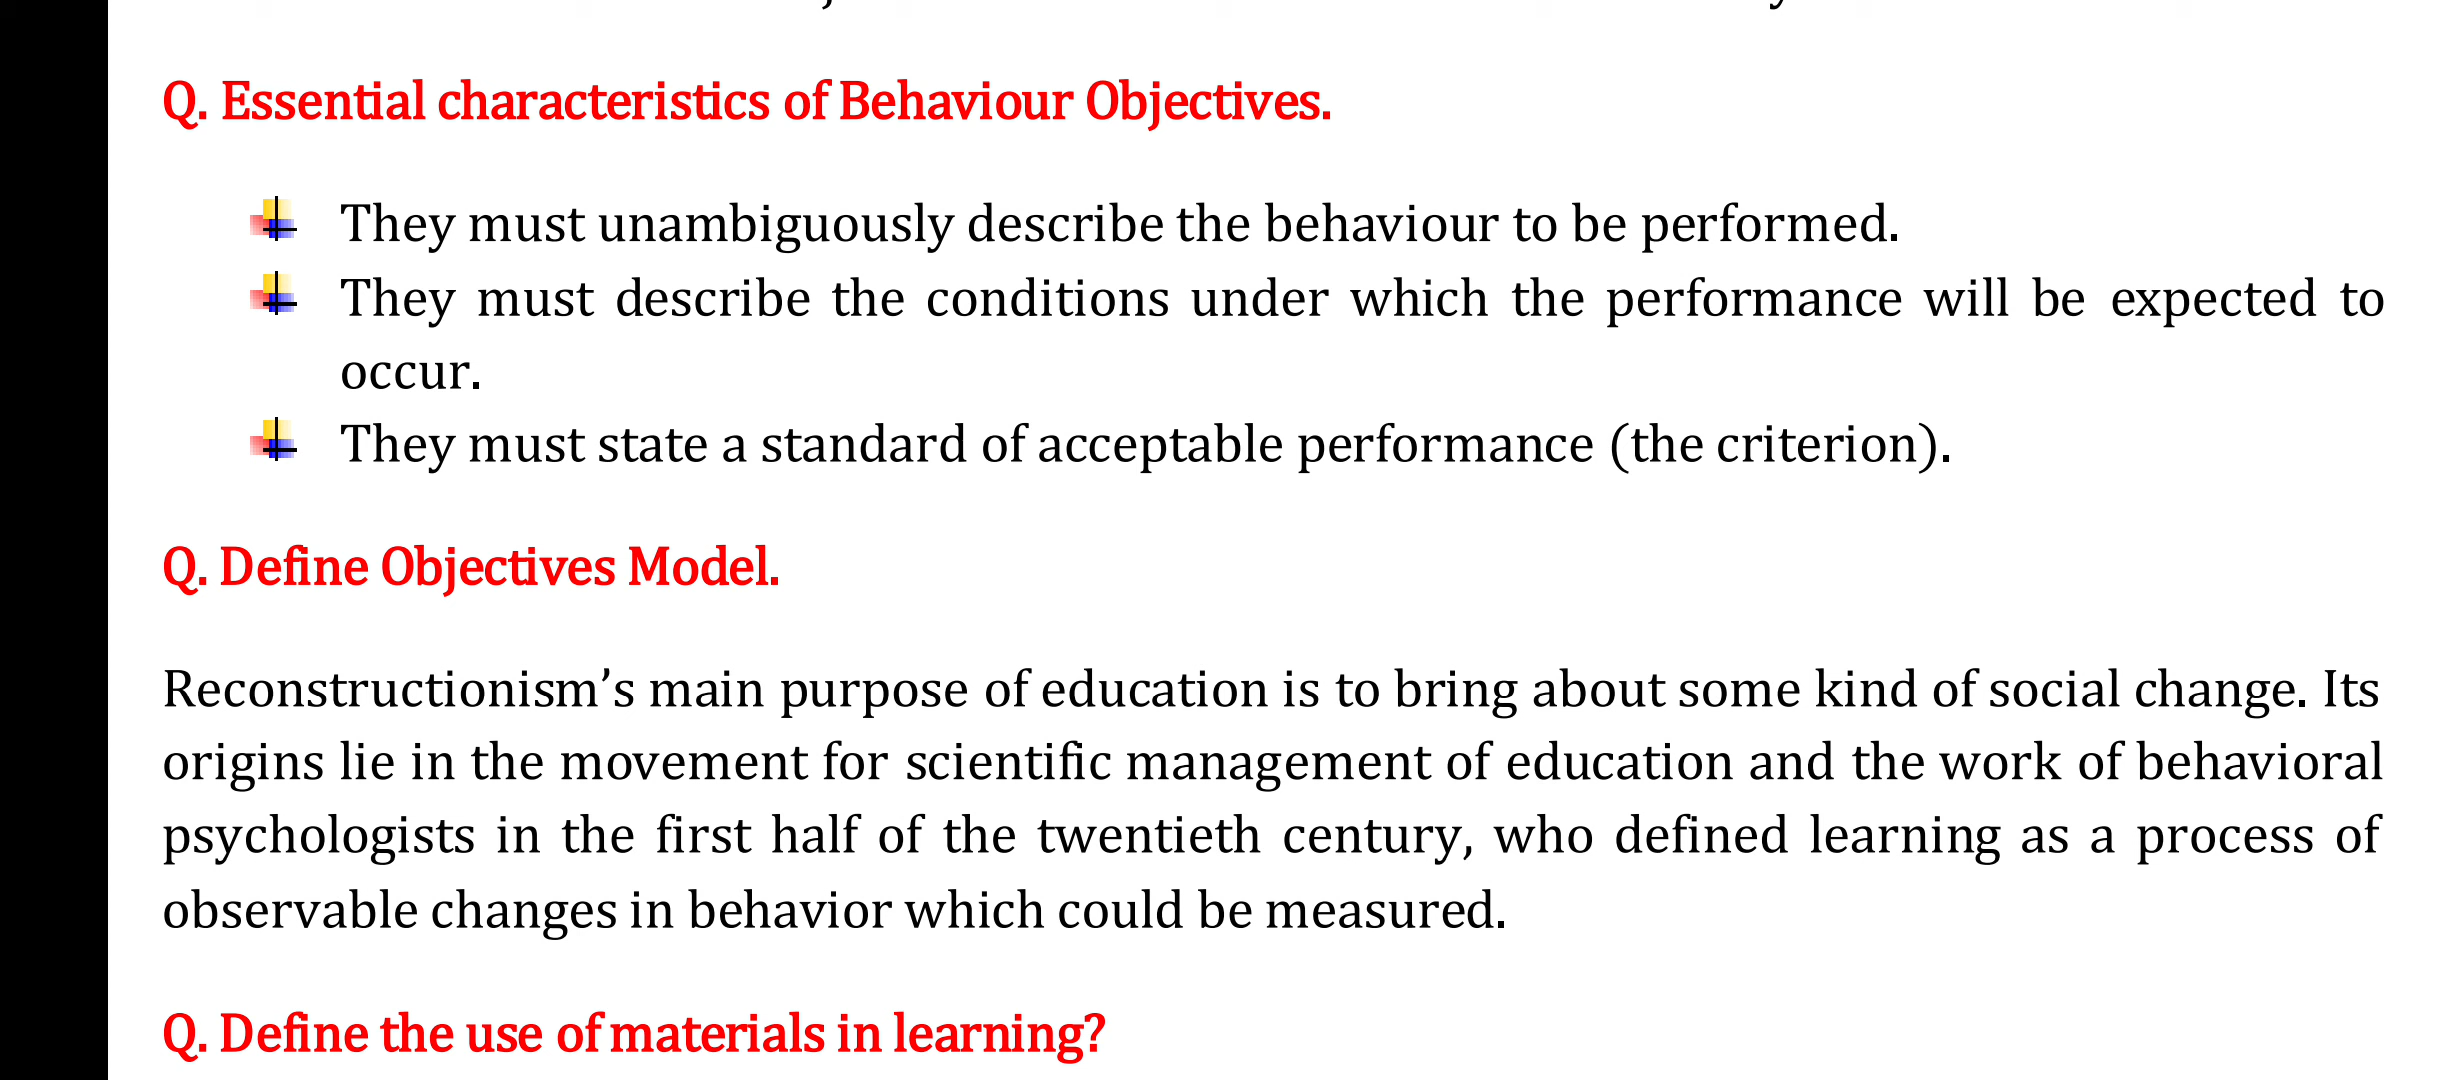 Q. Essential characteristics of Behaviour Objectives.
They must unambiguously describe the behaviour to be performed.
They must describe the conditions under which the performance will be expected to
occur.
They must state a standard of acceptable performance (the criterion).
Q. Define Objectives Model.
Reconstructionism’s main purpose of education is to bring about some kind of social change. Its
origins lie in the movement for scientific management of education and the work of behavioral
psychologists in the first half of the twentieth century, who defined learning as a process of
observable changes in behavior which could be measured.
Q. Define the use of materials in learning?